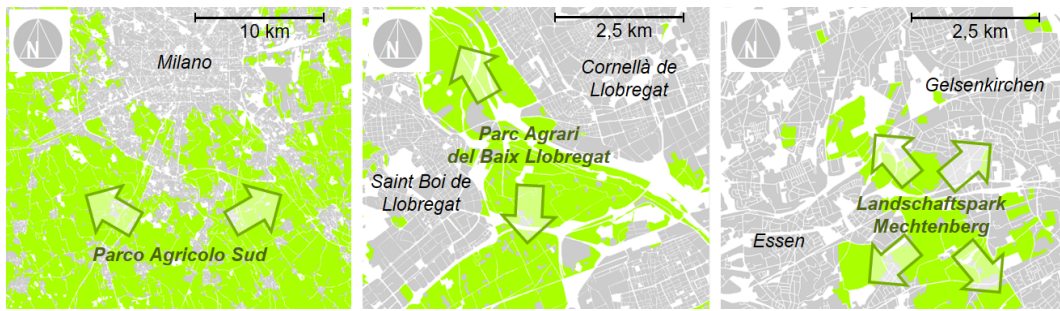 N
10 km
Milano
Parco Agricolo Sud
N
2,5 km
Cornellà de
Llobregat
Parc Agrari
del Baix Llobregat
Saint Boi de
Llobregat
N
2,5 km
Gelsenkirchen
Landschaftspark
Mechtenberg
Essen